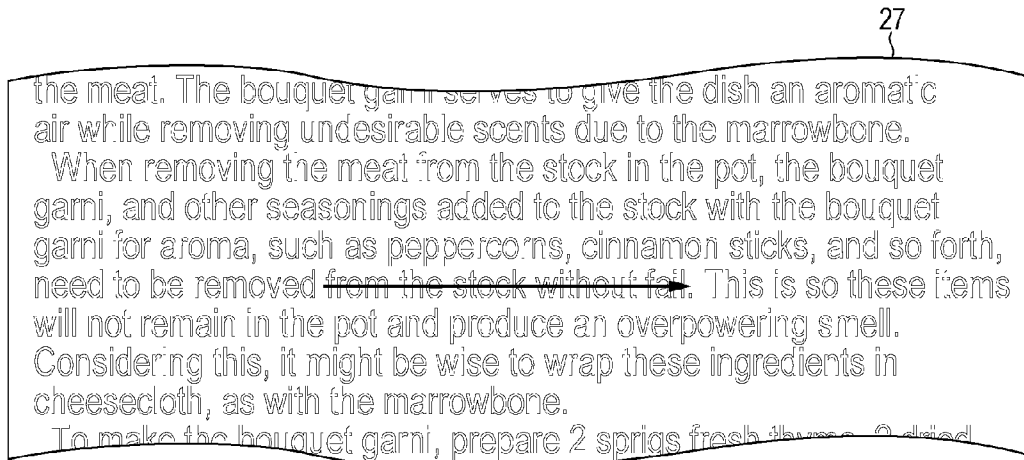 27
the meat. The bouquet garni serves to give the dish an aromatic
air while removing undesirable scents due to the marrowbone.
When removing the meat from the stock in the pot, the bouquet
garni, and other seasonings added to the stock with the bouquet
garni for aroma, such as peppercorns, cinnamon sticks, and so forth,
need to be removed from the stock without fail. This is so these items
will not remain in the pot and produce an overpowering smell.
Considering this, it might be wise to wrap these ingredients in
cheesecloth, as with the marrowbone.
To make the bouquet garni, prepare 2 sprigs fresh thyme, 2 dried